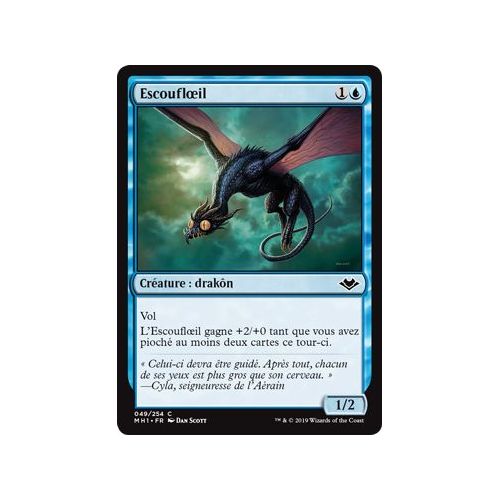 Escouflœil
1
Créature : drakôn
Vol
L'Escouflœil gagne +2/+0 tant que vous avez
pioché au moins deux cartes ce tour-ci.
« Celui-ci devra être guidé. Après tout, chacun
de ses yeux est plus gros que son cerveau. »
—Cyla, seigneuresse de l'Aérain
1/2
049/254 C
MH1 • FR Dan Scott
™ & © 2019 Wizards of the Coast